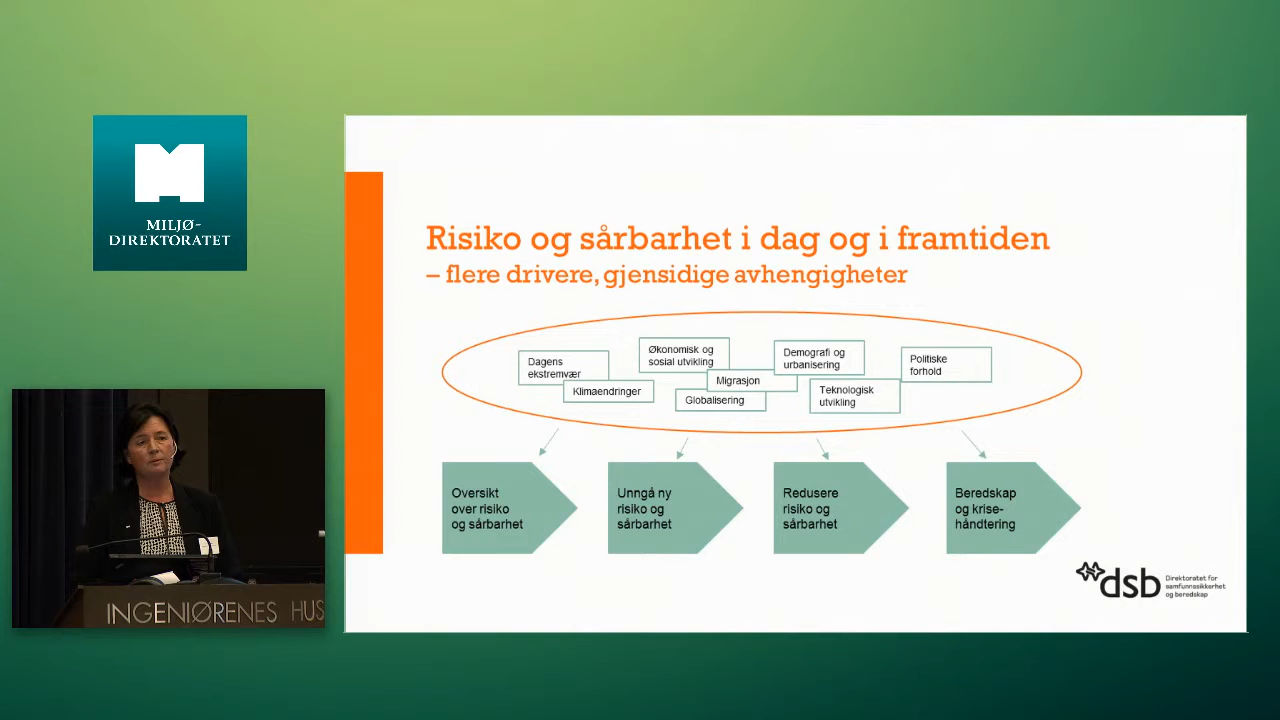 MILJØ-
DIREKTORATET
Risiko og sårbarhet i dag og i framtiden
– flere drivere, gjensidige avhengigheter
Dagens
ekstremvær
Klimaendringer
Økonomisk og
sosial utvikling
Migrasjon
Globalisering
Demografi og
urbanisering
Teknologisk
utvikling
Politiske
forhold
Oversikt
over risiko
og sårbarhet
Unngå ny
risiko og
sårbarhet
Redusere
risiko og
sårbarhet
Beredskap
og krise-
håndtering
dsb
Direktoratet for
samfunnssikkerhet
og beredskap
INGENIØRENES HUS